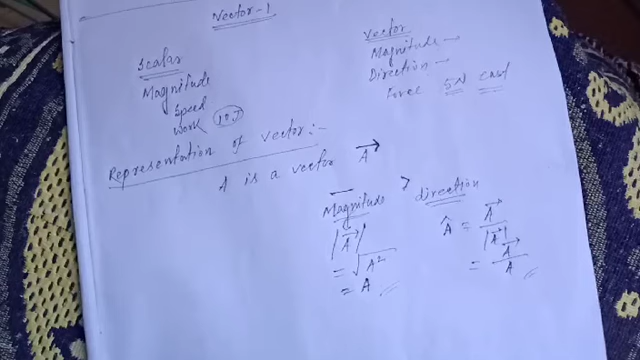 Vector-1
Scalar
Magnitude
Speed
Work 10J
Vector
Magnitude -
Direction -
Force 5N East
Representation of vector:-
A is a vector A⃗
Magnitude
|A⃗|
= √A²
= A
direction
Â = A⃗/|A⃗|
= A⃗/A